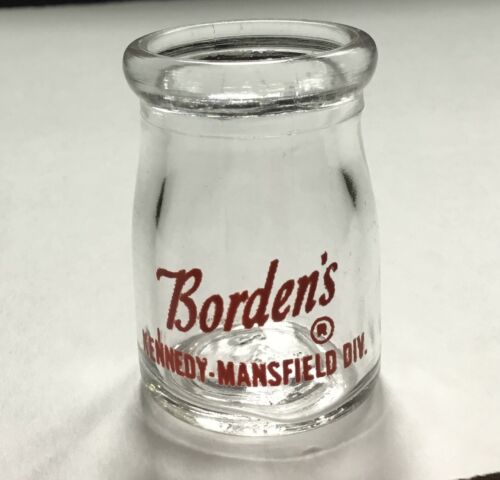 Borden's
®
KENNEDY-MANSFIELD DIV.